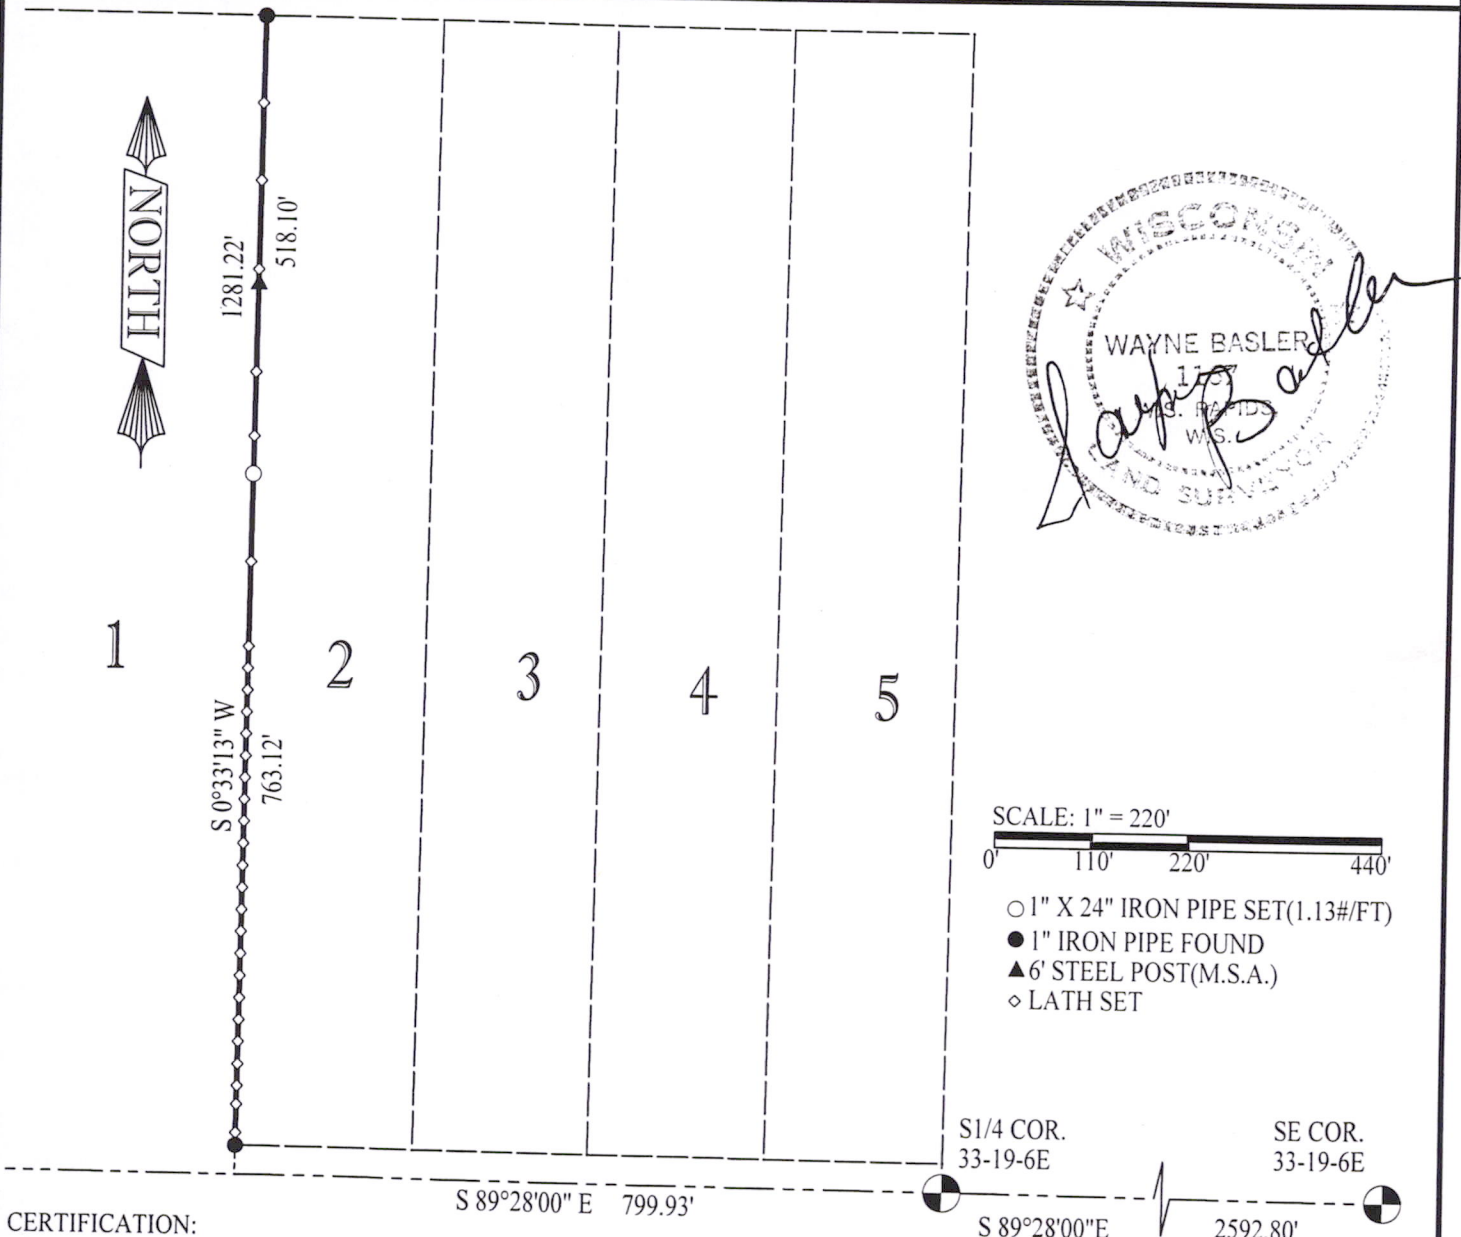 NORTH
1281.22'
518.10'
1
2
3
4
5
S 0°33'13" W
763.12'
WISCONSIN
WAYNE BASLER
WIS. RAPIDS,
WIS.
LAND SURVEYOR
SCALE: 1" = 220'
0' 110' 220' 440'
1" X 24" IRON PIPE SET(1.13#/FT)
1" IRON PIPE FOUND
6' STEEL POST(M.S.A.)
LATH SET
S1/4 COR.
33-19-6E
SE COR.
33-19-6E
S 89°28'00" E 799.93'
S 89°28'00"E 2592.80'
CERTIFICATION: